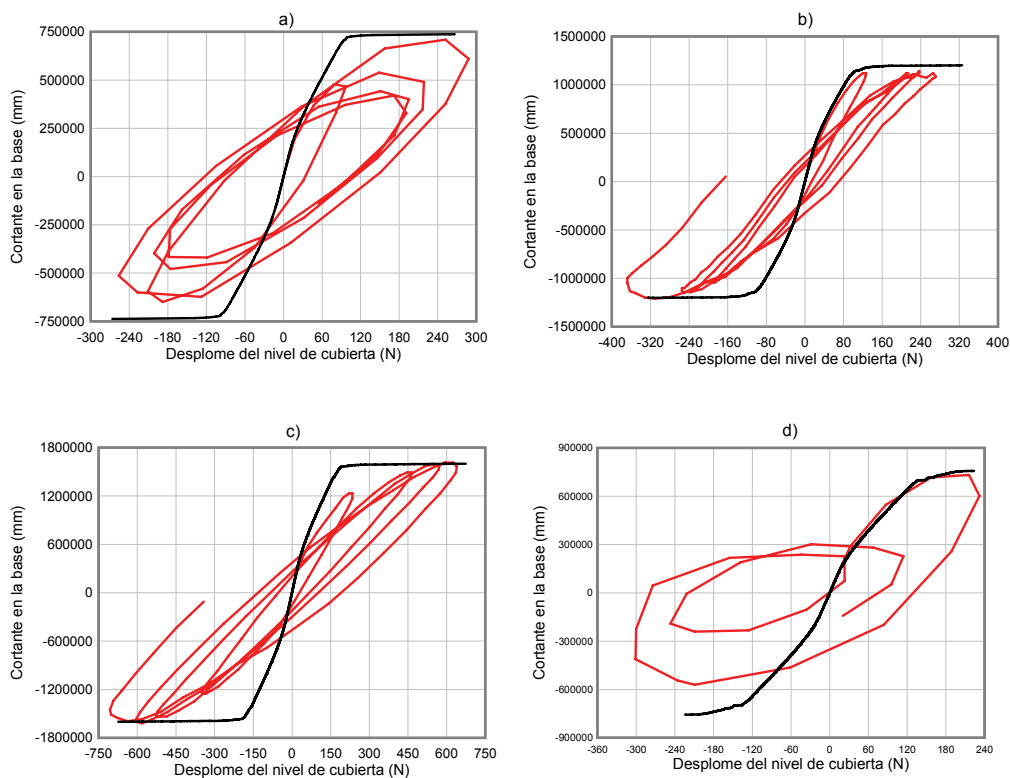 a)
750000
500000
250000
0
-250000
-500000
-750000
-300 -240 -180 -120 -60 0 60 120 180 240 300
Cortante en la base (mm)
Desplome del nivel de cubierta (N)
b)
1500000
1000000
500000
0
-500000
-1000000
-1500000
-400 -320 -240 -160 -80 0 80 160 240 320 400
Cortante en la base (mm)
Desplome del nivel de cubierta (N)
c)
1800000
1200000
600000
0
-600000
-1200000
-1800000
-750 -600 -450 -300 -150 0 150 300 450 600 750
Cortante en la base (mm)
Desplome del nivel de cubierta (N)
d)
900000
600000
300000
0
-300000
-600000
-900000
-360 -300 -240 -180 -120 -60 0 60 120 180 240
Cortante en la base (mm)
Desplome del nivel de cubierta (N)